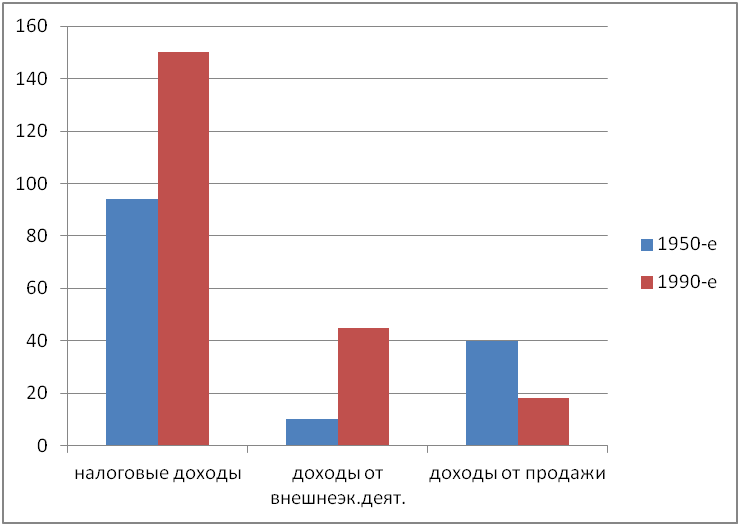 160
140
120
100
80
60
40
20
0
налоговые доходы
доходы от
внешнеэк.деят.
доходы от продажи
1950-е
1990-е